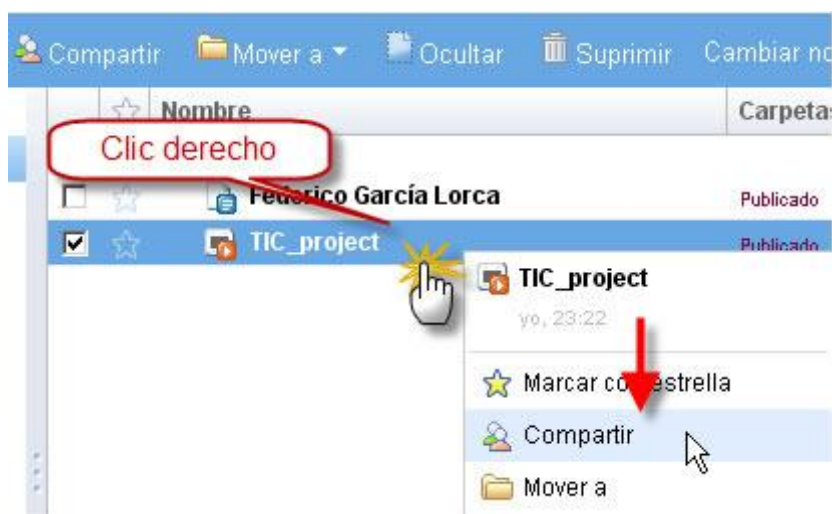 Compartir Mover a Ocultar Suprimir Cambiar no
Nombre Carpetas
Clic derecho
Federico García Lorca Publicado
TIC_project Publicado
TIC_project
yo, 23:22
Marcar con estrella
Compartir
Mover a